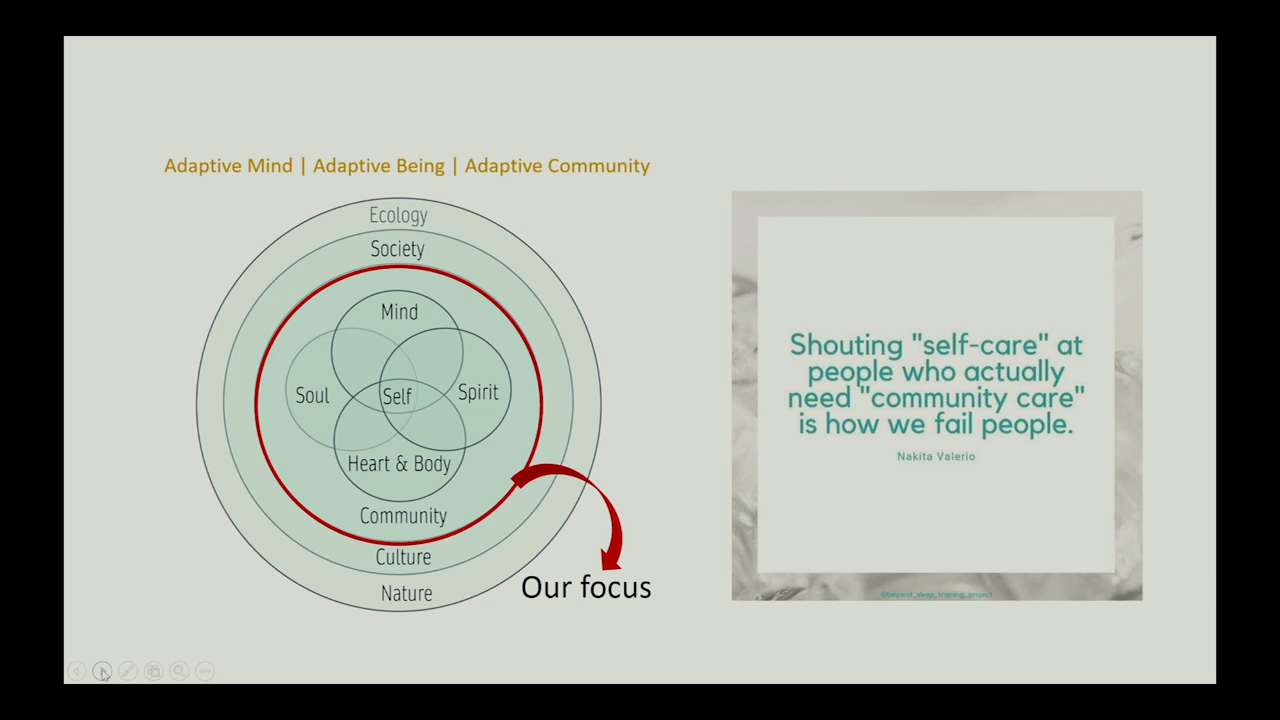 Adaptive Mind | Adaptive Being | Adaptive Community
Ecology
Society
Mind
Soul
Self
Spirit
Heart & Body
Community
Culture
Nature
Our focus
Shouting "self-care" at
people who actually
need "community care"
is how we fail people.
Nakita Valerio
@beyond_sleep_training_project